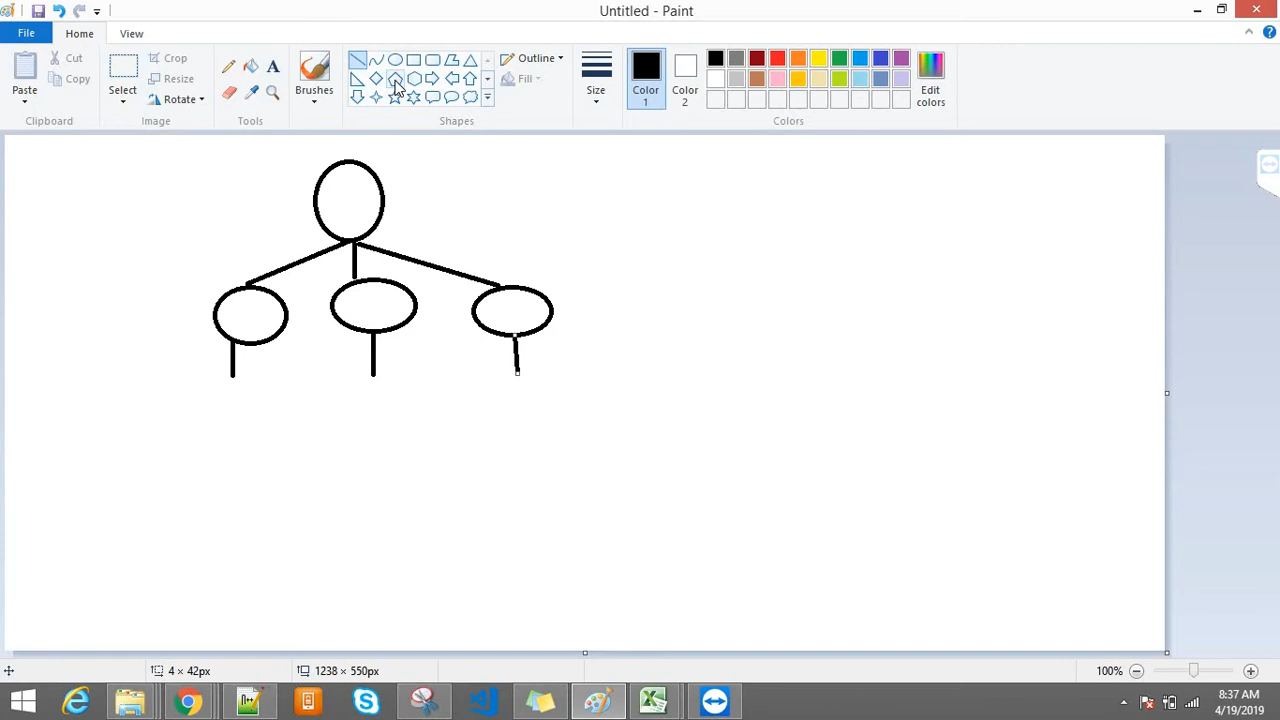 Untitled - Paint
File
Home
View
Paste
Cut
Copy
Clipboard
Select
Crop
Resize
Rotate
Image
A
Tools
Brushes
Outline
Fill
Shapes
Size
Color
1
Color
2
Edit
colors
Colors
4 × 42px
1238 × 550px
100%
8:37 AM
4/19/2019